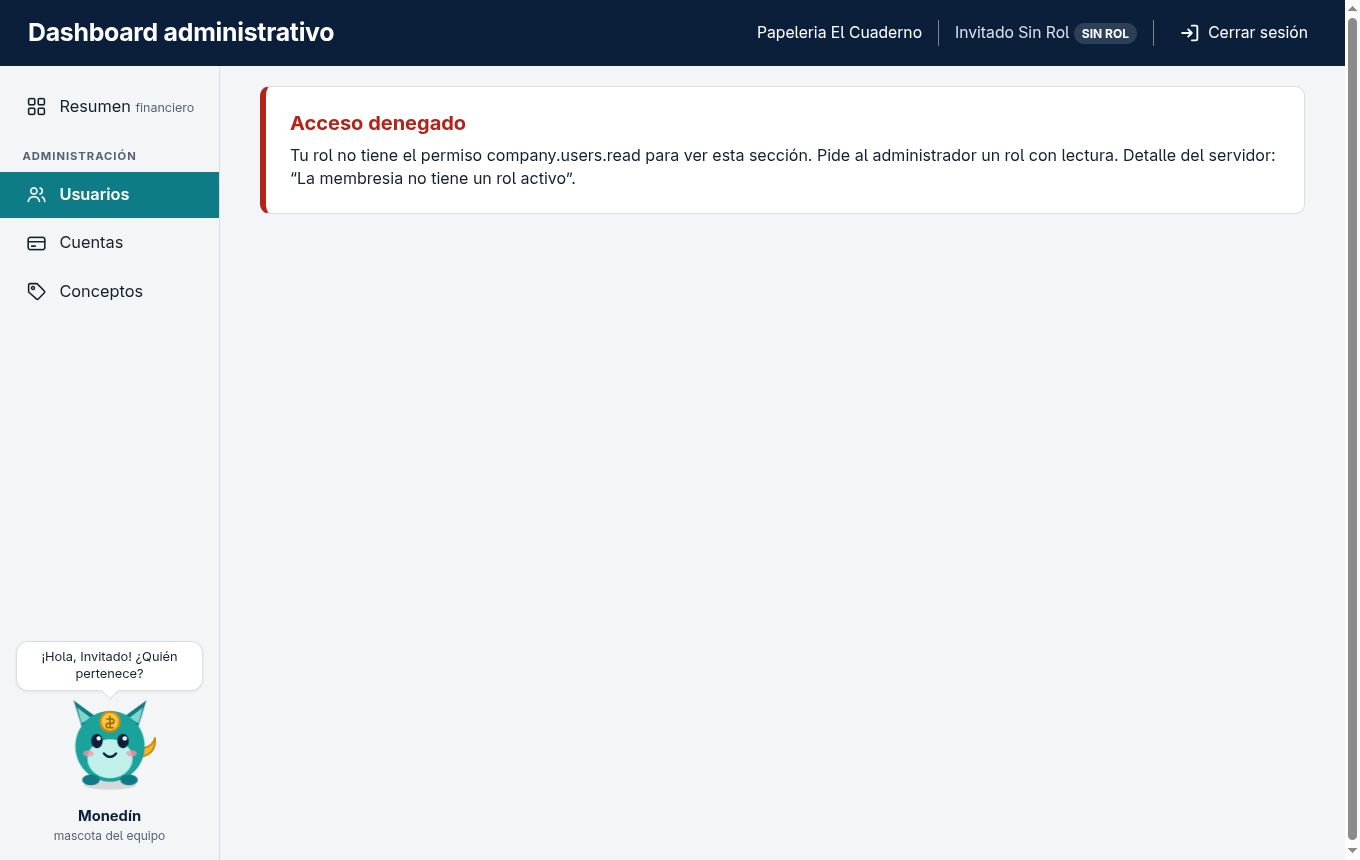 Dashboard administrativo
Papeleria El Cuaderno
Invitado Sin Rol SIN ROL
Cerrar sesión
Resumen financiero
ADMINISTRACIÓN
Usuarios
Cuentas
Conceptos
Acceso denegado
Tu rol no tiene el permiso company.users.read para ver esta sección. Pide al administrador un rol con lectura. Detalle del servidor:
“La membresia no tiene un rol activo”.
¡Hola, Invitado! ¿Quién
pertenece?
Monedín
mascota del equipo